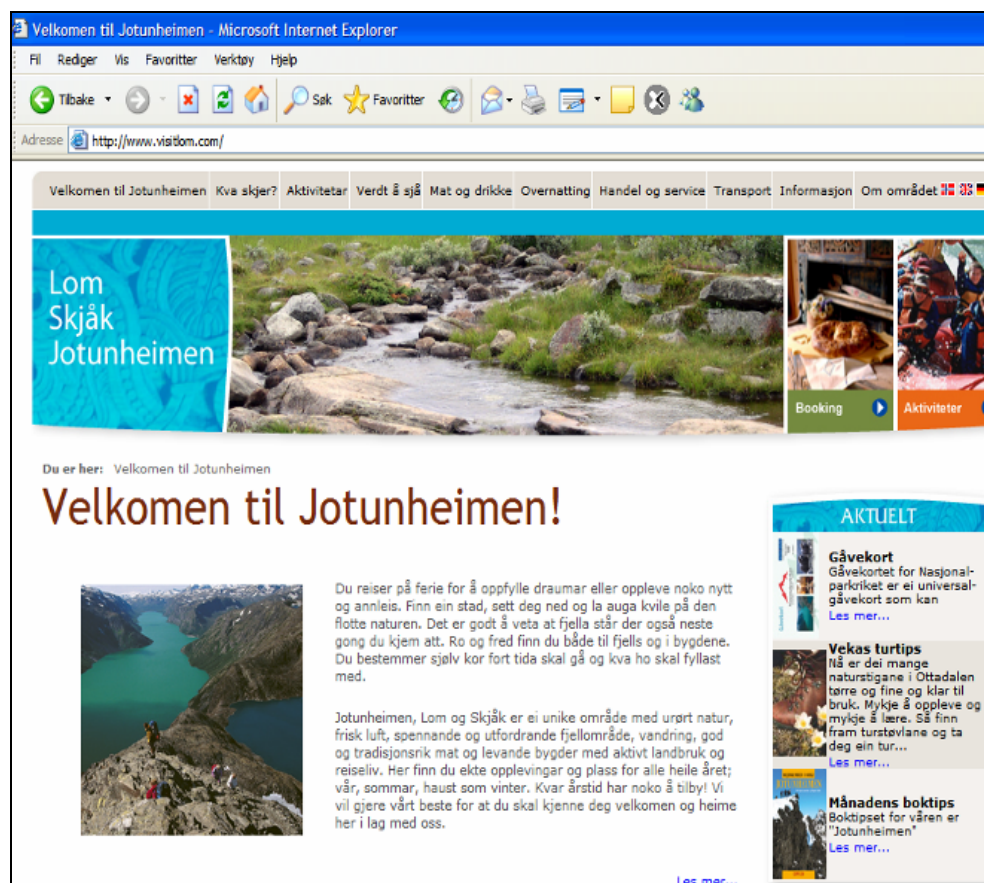 Velkomen til Jotunheimen - Microsoft Internet Explorer
Fil Rediger Vis Favoritter Verktøy Hjelp
Tilbake Søk Favoritter
Adresse http://www.visitlom.com/
Velkomen til Jotunheimen Kva skjer? Aktivitetar Verdt å sjå Mat og drikke Overnatting Handel og service Transport Informasjon Om området
Lom
Skjåk
Jotunheimen
Booking
Aktiviteter
Du er her: Velkomen til Jotunheimen
Velkomen til Jotunheimen!
Du reiser på ferie for å oppfylle draumar eller oppleve noko nytt
og annleis. Finn ein stad, sett deg ned og la auga kvile på den
flotte naturen. Det er godt å veta at fjella står der også neste
gong du kjem att. Ro og fred finn du både til fjells og i bygdene.
Du bestemmer sjølv kor fort tida skal gå og kva ho skal fyllast
med.
Jotunheimen, Lom og Skjåk er ei unike område med urørt natur,
frisk luft, spennande og utfordrande fjellområde, vandring, god
og tradisjonsrik mat og levande bygder med aktivt landbruk og
reiseliv. Her finn du ekte opplevingar og plass for alle heile året;
vår, sommar, haust som vinter. Kvar årstid har noko å tilby! Vi
vil gjere vårt beste for at du skal kjenne deg velkomen og heime
her i lag med oss.
Les mer...
AKTUELT
Gåvekort
Gåvekortet for Nasjonal-
parkriket er ei universal-
gåvekort som kan
Les mer...
Vekas turtips
Nå er dei mange
naturstigane i Ottadalen
tørre og fine og klar til
bruk. Mykje å oppleve og
mykje å lære. Så finn
fram turstøvlane og ta
deg ein tur...
Les mer...
JOTUNHEIMEN
Månadens boktips
Boktipset for våren er
"Jotunheimen"
Les mer...